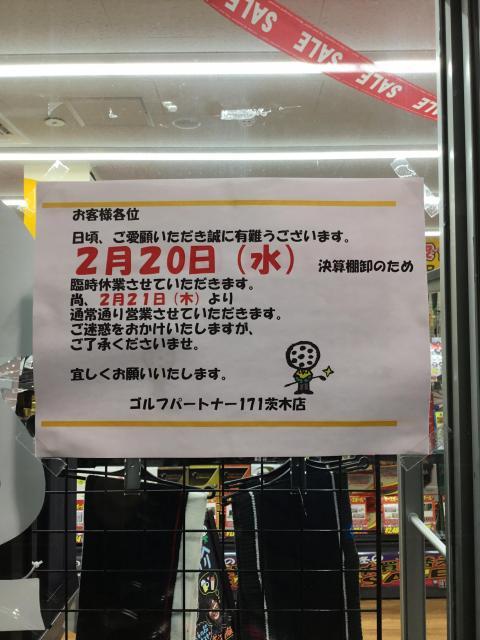 SALE SALE SALE SALE
お客様各位
日頃、ご愛顧いただき誠に有難うございます。
2月20日（水） 決算棚卸のため
臨時休業させていただきます。
尚、2月21日（木）より
通常通り営業させていただきます。
ご迷惑をおかけいたしますが、
ご了承くださいませ。
宜しくお願いいたします。
ゴルフパートナー171茨木店